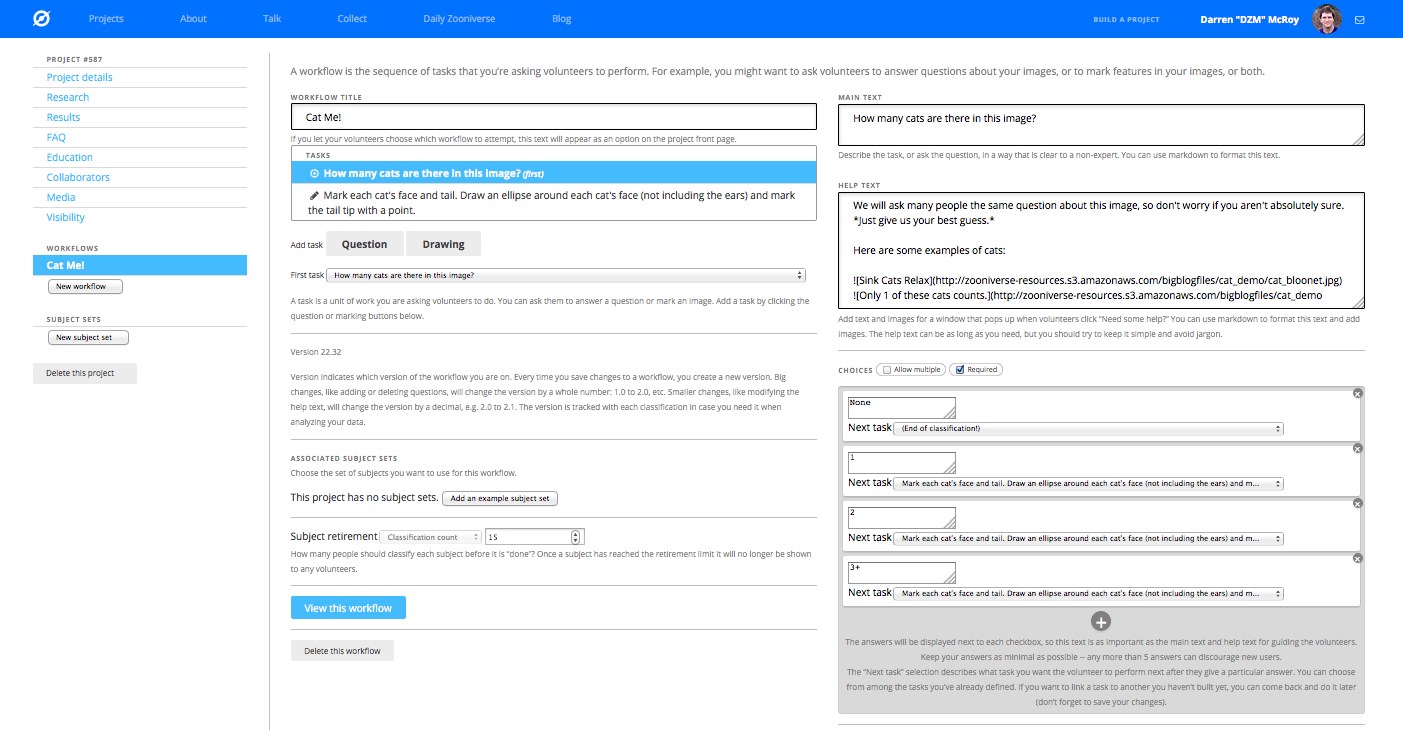 Projects
About
Talk
Collect
Daily Zooniverse
Blog
BUILD A PROJECT
Darren "DZM" McRoy
PROJECT #587
Project details
Research
Results
FAQ
Education
Collaborators
Media
Visibility
WORKFLOWS
Cat Me!
New workflow
SUBJECT SETS
New subject set
Delete this project
A workflow is the sequence of tasks that you're asking volunteers to perform. For example, you might want to ask volunteers to answer questions about your images, or to mark features in your images, or both.
WORKFLOW TITLE
Cat Me!
If you let your volunteers choose which workflow to attempt, this text will appear as an option on the project front page.
TASKS
How many cats are there in this image? (first)
Mark each cat's face and tail. Draw an ellipse around each cat's face (not including the ears) and mark
the tail tip with a point.
Add task
Question
Drawing
First task
How many cats are there in this image?
A task is a unit of work you are asking volunteers to do. You can ask them to answer a question or mark an image. Add a task by clicking the
question or marking buttons below.
Version 22.32
Version indicates which version of the workflow you are on. Every time you save changes to a workflow, you create a new version. Big
changes, like adding or deleting questions, will change the version by a whole number: 1.0 to 2.0, etc. Smaller changes, like modifying the
help text, will change the version by a decimal, e.g. 2.0 to 2.1. The version is tracked with each classification in case you need it when
analyzing your data.
ASSOCIATED SUBJECT SETS
Choose the set of subjects you want to use for this workflow.
This project has no subject sets.
Add an example subject set
Subject retirement
Classification count
15
How many people should classify each subject before it is "done"? Once a subject has reached the retirement limit it will no longer be shown
to any volunteers.
View this workflow
Delete this workflow
MAIN TEXT
How many cats are there in this image?
Describe the task, or ask the question, in a way that is clear to a non-expert. You can use markdown to format this text.
HELP TEXT
We will ask many people the same question about this image, so don't worry if you aren't absolutely sure.
*Just give us your best guess.*
Here are some examples of cats:
![Sink Cats Relax](http://zooniverse-resources.s3.amazonaws.com/bigblogfiles/cat_demo/cat_bloonet.jpg)
![Only 1 of these cats counts.](http://zooniverse-resources.s3.amazonaws.com/bigblogfiles/cat_demo
Add text and images for a window that pops up when volunteers click "Need some help?" You can use markdown to format this text and add
images. The help text can be as long as you need, but you should try to keep it simple and avoid jargon.
CHOICES
Allow multiple
Required
None
Next task
(End of classification!)
1
Next task
Mark each cat's face and tail. Draw an ellipse around each cat's face (not including the ears) and m...
2
Next task
Mark each cat's face and tail. Draw an ellipse around each cat's face (not including the ears) and m...
3+
Next task
Mark each cat's face and tail. Draw an ellipse around each cat's face (not including the ears) and m...
The answers will be displayed next to each checkbox, so this text is as important as the main text and help text for guiding the volunteers.
Keep your answers as minimal as possible -- any more than 5 answers can discourage new users.
The "Next task" selection describes what task you want the volunteer to perform next after they give a particular answer. You can choose
from among the tasks you've already defined. If you want to link a task to another you haven't built yet, you can come back and do it later
(don't forget to save your changes).